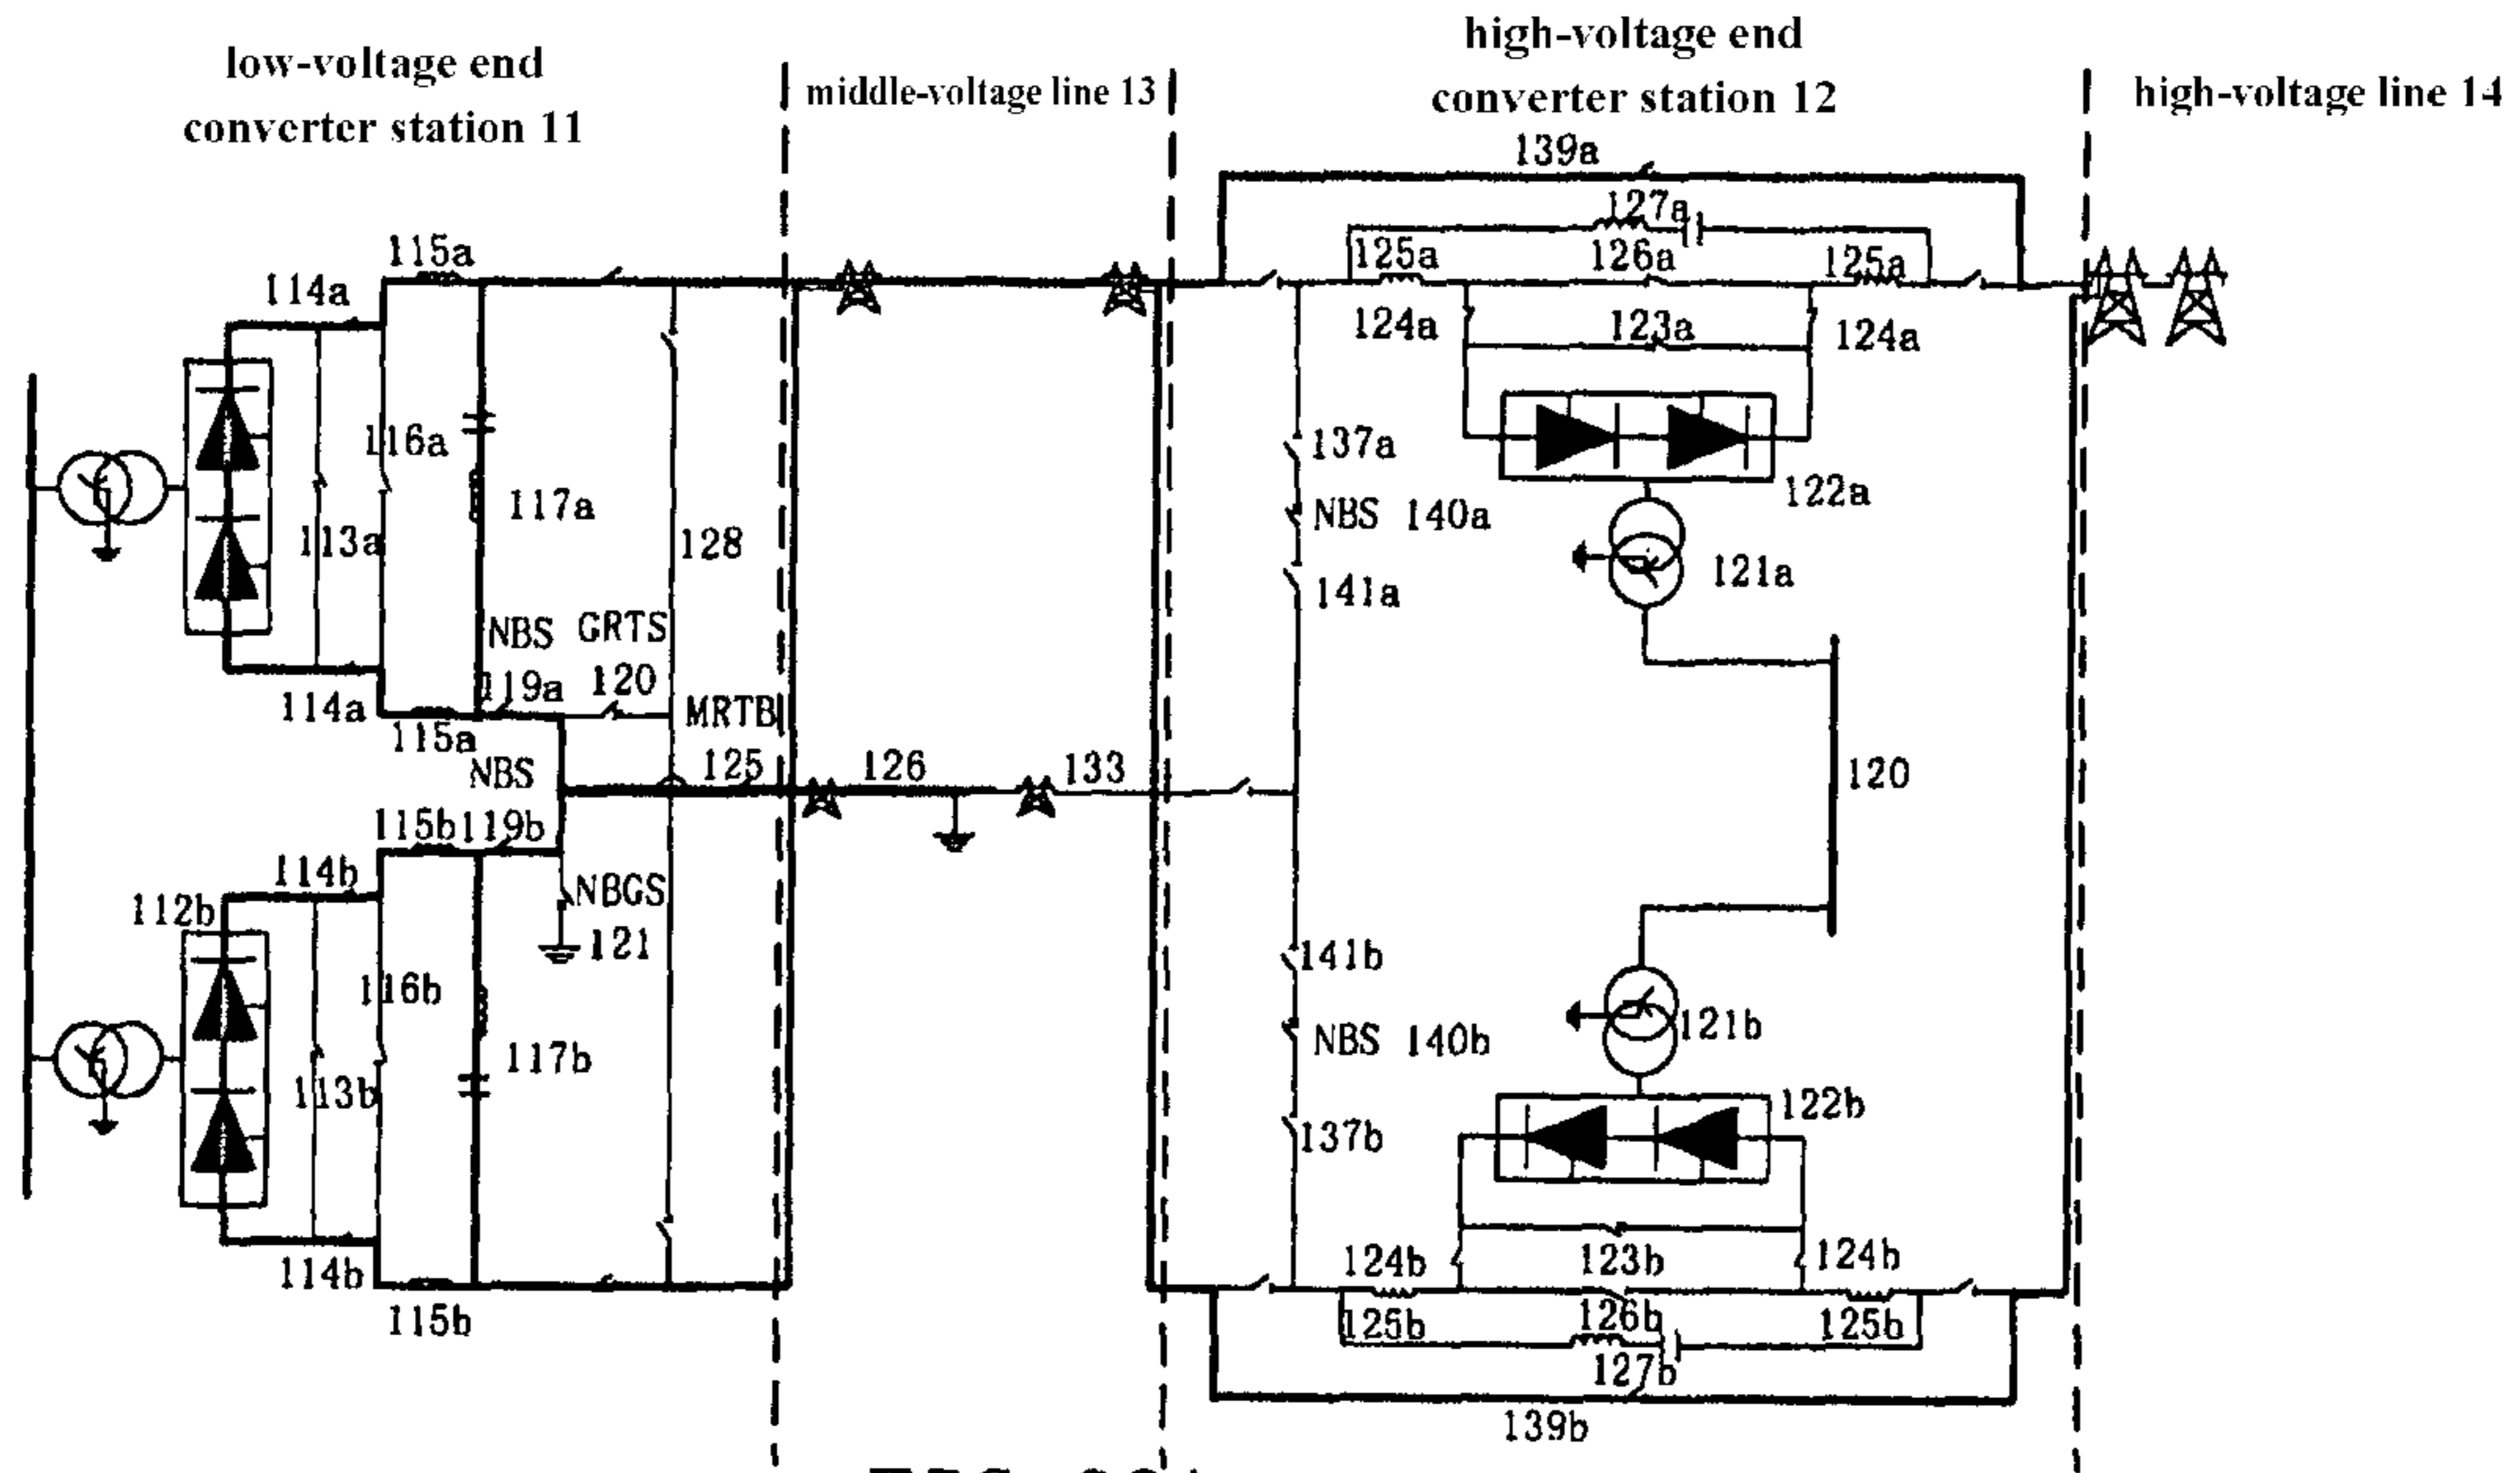 low-voltage end
converter station 11
middle-voltage line 13
high-voltage end
converter station 12
high-voltage line 14
139a
127a
115a
125a
126a
125a
114a
124a
123a
124a
116a
137a
122a
117a
NBS 140a
113a
128
121a
141a
NBS GRTS
119a
120
114a
MRTB
115a
NBS
125
126
133
120
115b
119b
114b
NBGS
112b
121
141b
116b
121b
NBS 140b
117b
113b
122b
137b
124b
123b
124b
114b
115b
125b
126b
125b
127b
139b